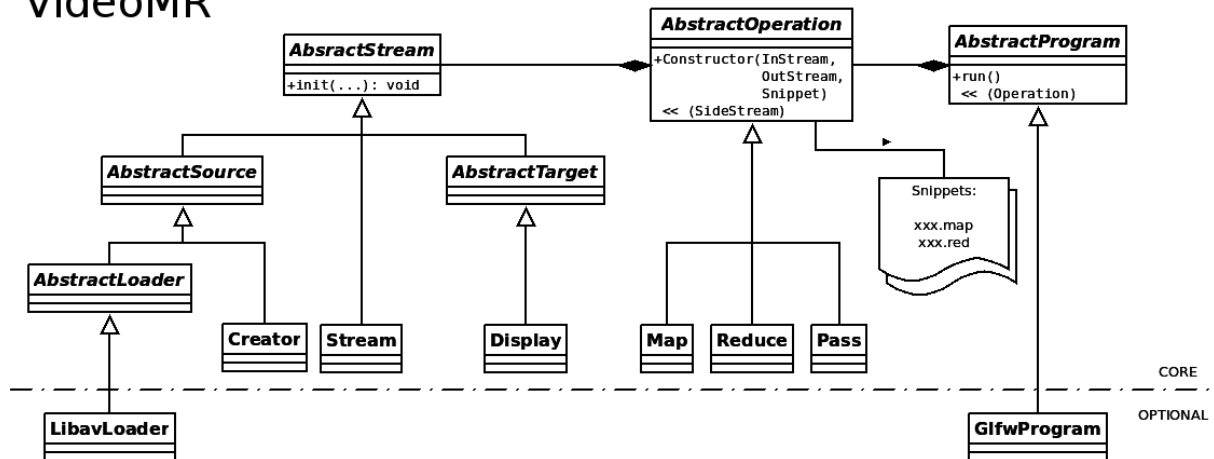 VideoMR
AbsractStream
+init(...): void
AbstractOperation
+Constructor(InStream,
OutStream,
Snippet)
<< (SideStream)
AbstractProgram
+run()
<< (Operation)
AbstractSource
AbstractTarget
Snippets:
xxx.map
xxx.red
AbstractLoader
Creator
Stream
Display
Map
Reduce
Pass
CORE
OPTIONAL
LibavLoader
GlfwProgram